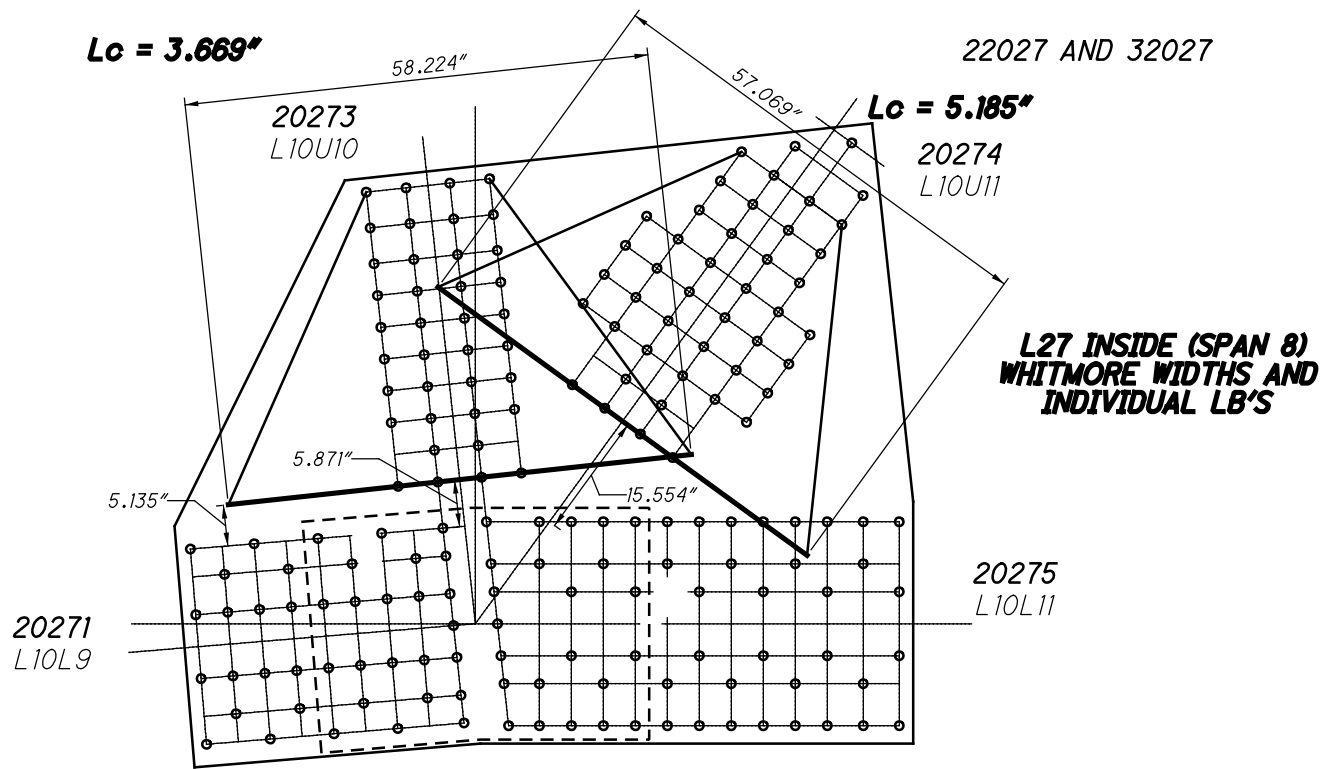 Lc = 3.669"
58.224"
57.069"
22027 AND 32027
Lc = 5.185"
20273
L10U10
20274
L10U11
L27 INSIDE (SPAN 8)
WHITMORE WIDTHS AND
INDIVIDUAL LB'S
5.871"
5.135"
15.554"
20275
L10L11
20271
L10L9